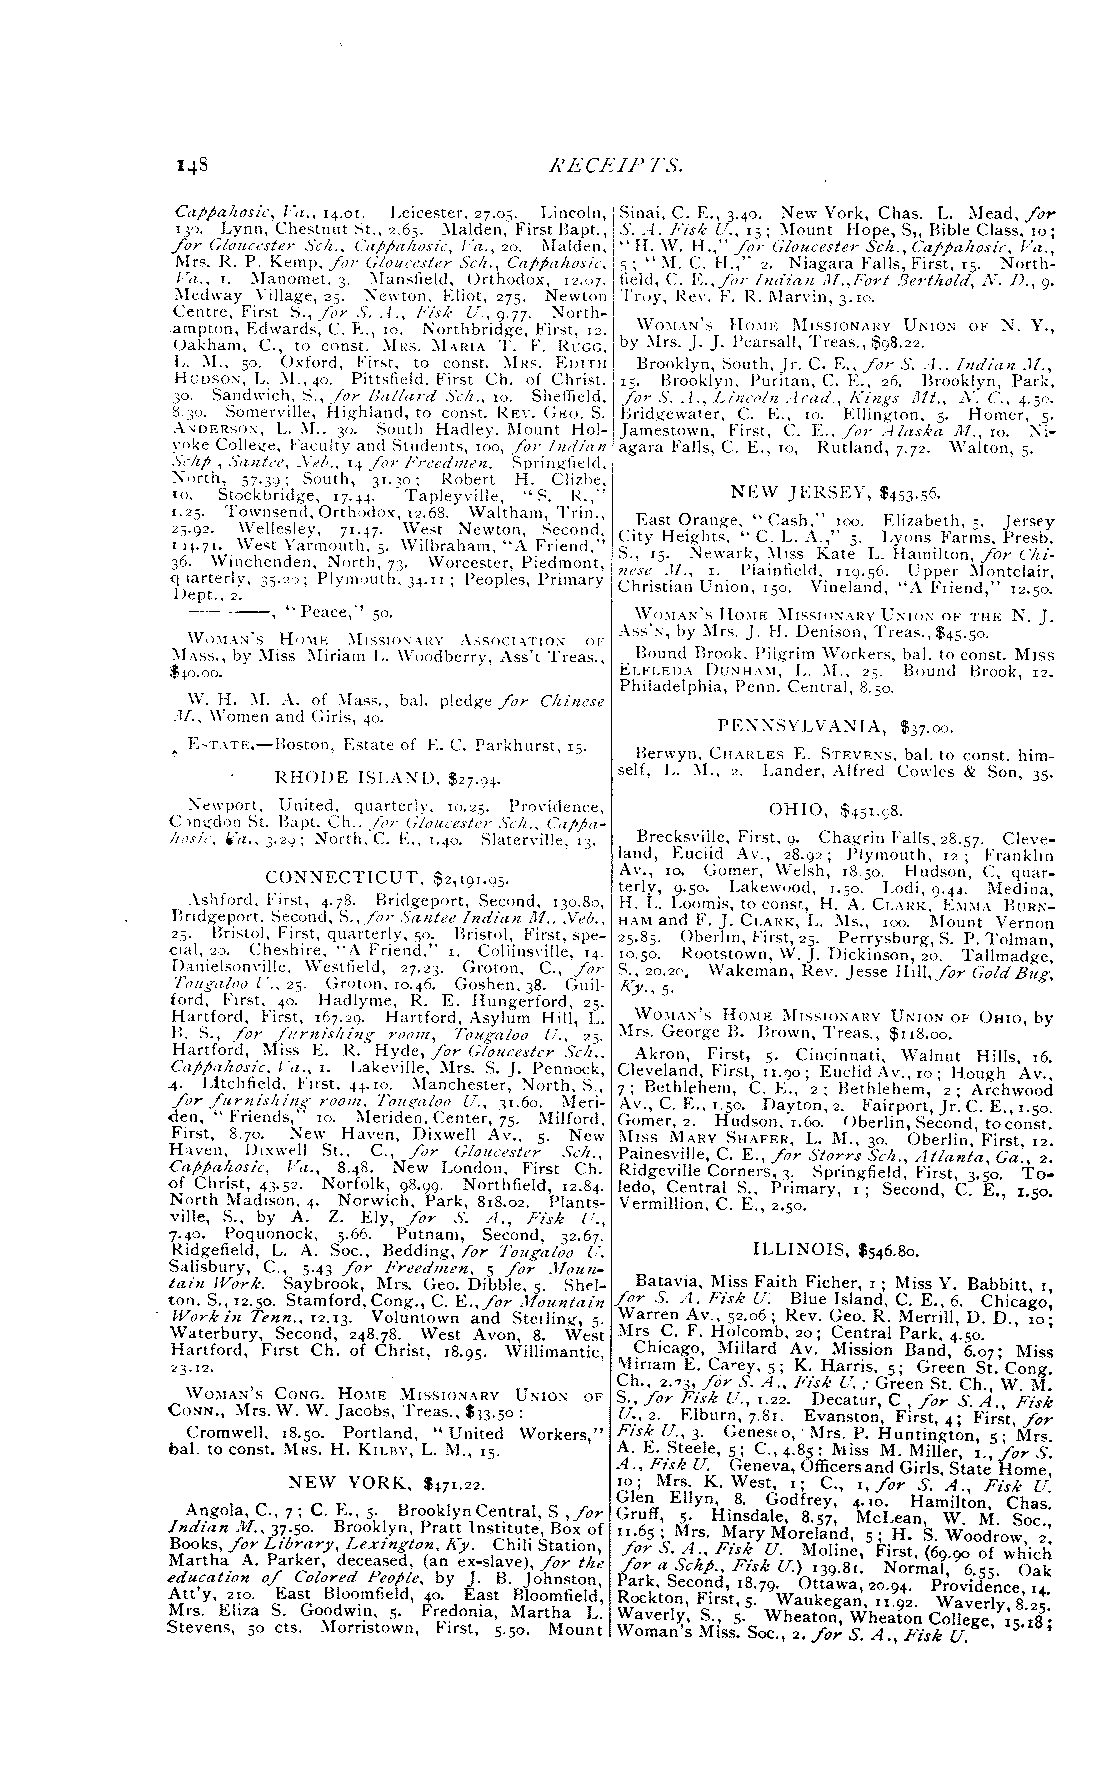 148
RECEIPTS.
Cappahosic, Va., 14.01. Leicester, 27.05. Lincoln,
130. Lynn, Chestnut St., 2.65. Malden, First Bapt.,
for Gloucester Sch., Cappahosic, Va., 20. Malden,
Mrs. R. P. Kemp, for Gloucester Sch., Cappahosic,
Va., 1. Manomet, 3. Mansfield, Orthodox, 12.07.
Medway Village, 25. Newton, Eliot, 275. Newton
Centre, First S., for S. A., Fisk U., 9.77. North-
ampton, Edwards, C. E., 10. Northbridge, First, 12.
Oakham, C., to const. MRS. MARIA T. F. RUGG,
L. M., 50. Oxford, First, to const. MRS. EDITH
HUDSON, L. M., 40. Pittsfield, First Ch. of Christ,
30. Sandwich, S., for Ballard Sch., 10. Sheffield,
8.30. Somerville, Highland, to const. REV. GEO. S.
ANDERSON, L. M., 30. South Hadley, Mount Hol-
yoke College, Faculty and Students, 100, for Indian
Schp., Santee, Neb., 14 for Freedmen. Springfield,
North, 57.39; South, 31.30; Robert H. Clizbe,
10. Stockbridge, 17.44. Tapleyville, "S. R.,"
1.25. Townsend, Orthodox, 12.68. Waltham, Trin.,
25.92. Wellesley, 71.47. West Newton, Second,
114.71. West Yarmouth, 5. Wilbraham, "A Friend,"
36. Winchenden, North, 73. Worcester, Piedmont,
quarterly, 35.20; Plymouth, 34.11; Peoples, Primary
Dept., 2.
—— ——, "Peace," 50.
WOMAN'S HOME MISSIONARY ASSOCIATION OF
MASS., by Miss Miriam L. Woodberry, Ass't Treas.,
$40.00.
W. H. M. A. of Mass., bal. pledge for Chinese
M., Women and Girls, 40.
ESTATE.—Boston, Estate of E. C. Parkhurst, 15.
RHODE ISLAND, $27.94.
Newport, United, quarterly, 10.25. Providence,
Congdon St. Bapt. Ch., for Gloucester Sch., Cappa-
hosic, Va., 3.29; North, C. E., 1.40. Slaterville, 13.
CONNECTICUT, $2,191.95.
Ashford, First, 4.78. Bridgeport, Second, 130.80,
Bridgeport, Second, S., for Santee Indian M., Neb.,
25. Bristol, First, quarterly, 50. Bristol, First, spe-
cial, 20. Cheshire, "A Friend," 1. Collinsville, 14.
Danielsonville, Westfield, 27.23. Groton, C., for
Tougaloo U., 25. Groton, 10.46. Goshen, 38. Guil-
ford, First, 40. Hadlyme, R. E. Hungerford, 25.
Hartford, First, 167.29. Hartford, Asylum Hill, L.
B. S., for furnishing room, Tougaloo U., 25.
Hartford, Miss E. R. Hyde, for Gloucester Sch.,
Cappahosic, Va., 1. Lakeville, Mrs. S. J. Pennock,
4. Litchfield, First, 44.10. Manchester, North, S.,
for furnishing room, Tougaloo U., 31.60. Meri-
den, "Friends," 10. Meriden, Center, 75. Milford,
First, 8.70. New Haven, Dixwell Av., 5. New
Haven, Dixwell St., C., for Gloucester Sch.,
Cappahosic, Va., 8.48. New London, First Ch.
of Christ, 43.52. Norfolk, 98.99. Northfield, 12.84.
North Madison, 4. Norwich, Park, 818.02. Plants-
ville, S., by A. Z. Ely, for S. A., Fisk U.,
7.40. Poquonock, 5.66. Putnam, Second, 32.67.
Ridgefield, L. A. Soc., Bedding, for Tougaloo U.
Salisbury, C., 5.43 for Freedmen, 5 for Moun-
tain Work. Saybrook, Mrs. Geo. Dibble, 5. Shel-
ton, S., 12.50. Stamford, Cong., C. E., for Mountain
Work in Tenn., 12.13. Voluntown and Sterling, 5.
Waterbury, Second, 248.78. West Avon, 8. West
Hartford, First Ch. of Christ, 18.95. Willimantic,
23.12.
WOMAN'S CONG. HOME MISSIONARY UNION OF
CONN., Mrs. W. W. Jacobs, Treas., $33.50:
Cromwell, 18.50. Portland, "United Workers,"
bal. to const. MRS. H. KILBY, L. M., 15.
NEW YORK, $471.22.
Angola, C., 7; C. E., 5. Brooklyn Central, S., for
Indian M., 37.50. Brooklyn, Pratt Institute, Box of
Books, for Library, Lexington, Ky. Chili Station,
Martha A. Parker, deceased, (an ex-slave), for the
education of Colored People, by J. B. Johnston,
Att'y, 210. East Bloomfield, 40. East Bloomfield,
Mrs. Eliza S. Goodwin, 5. Fredonia, Martha L.
Stevens, 50 cts. Morristown, First, 5.50. Mount
Sinai, C. E., 3.40. New York, Chas. L. Mead, for
S. A. Fisk U., 15; Mount Hope, S,, Bible Class, 10;
"H. W. H.," for Gloucester Sch., Cappahosic, Va.,
5; "M. C. H.," 2. Niagara Falls, First, 15. North-
field, C. E., for Indian M., Fort Berthold, N. D., 9.
Troy, Rev. F. R. Marvin, 3.10.
WOMAN'S HOME MISSIONARY UNION OF N. Y.,
by Mrs. J. J. Pearsall, Treas., $98.22.
Brooklyn, South, Jr. C. E., for S. A., Indian M.,
15. Brooklyn, Puritan, C. E., 26. Brooklyn, Park,
for S. A., Lincoln Acad., Kings Mt., N. C., 4.50.
Bridgewater, C. E., 10. Ellington, 5. Homer, 5.
Jamestown, First, C. E., for Alaska M., 10. Ni-
agara Falls, C. E., 10, Rutland, 7.72. Walton, 5.
NEW JERSEY, $453.56.
East Orange, "Cash," 100. Elizabeth, 5. Jersey
City Heights, "C. L. A.," 5. Lyons Farms, Presb.
S., 15. Newark, Miss Kate L. Hamilton, for Chi-
nese M., 1. Plainfield, 119.56. Upper Montclair,
Christian Union, 150. Vineland, "A Friend," 12.50.
WOMAN'S HOME MISSIONARY UNION OF THE N. J.
Ass'N, by Mrs. J. H. Denison, Treas., $45.50.
Bound Brook, Pilgrim Workers, bal. to const. MISS
ELFLEDA DUNHAM, L. M., 25. Bound Brook, 12.
Philadelphia, Penn. Central, 8.50.
PENNSYLVANIA, $37.00.
Berwyn, CHARLES E. STEVENS, bal. to const. him-
self, L. M., 2. Lander, Alfred Cowles & Son, 35.
OHIO, $451.98.
Brecksville, First, 9. Chagrin Falls, 28.57. Cleve-
land, Euclid Av., 28.92; Plymouth, 12; Franklin
Av., 10. Gomer, Welsh, 18.50. Hudson, C, quar-
terly, 9.50. Lakewood, 1.50. Lodi, 9.44. Medina,
H. L. Loomis, to const., H. A. CLARK, EMMA BURN-
HAM and F. J. CLARK, L. Ms., 100. Mount Vernon
25.85. Oberlin, First, 25. Perrysburg, S. P. Tolman,
10.50. Rootstown, W. J. Dickinson, 20. Tallmadge,
S., 20.20. Wakeman, Rev. Jesse Hill, for Gold Bug,
Ky., 5.
WOMAN'S HOME MISSIONARY UNION OF OHIO, by
Mrs. George B. Brown, Treas., $118.00.
Akron, First, 5. Cincinnati, Walnut Hills, 16.
Cleveland, First, 11.90; Euclid Av., 10; Hough Av.,
7; Bethlehem, C. E., 2; Bethlehem, 2; Archwood
Av., C. E., 1.50. Dayton, 2. Fairport, Jr. C. E., 1.50.
Gomer, 2. Hudson, 1.60. Oberlin, Second, to const.
MISS MARY SHAFER, L. M., 30. Oberlin, First, 12.
Painesville, C. E., for Storrs Sch., Atlanta, Ga., 2.
Ridgeville Corners, 3. Springfield, First, 3.50. To-
ledo, Central S., Primary, 1; Second, C. E., 1.50.
Vermillion, C. E., 2.50.
ILLINOIS, $546.80.
Batavia, Miss Faith Ficher, 1; Miss Y. Babbitt, 1,
for S. A. Fisk U. Blue Island, C. E., 6. Chicago,
Warren Av., 52.06; Rev. Geo. R. Merrill, D. D., 10;
Mrs C. F. Holcomb, 20; Central Park, 4.50.
Chicago, Millard Av. Mission Band, 6.07; Miss
Miriam E. Carey, 5; K. Harris, 5; Green St. Cong.
Ch., 2.73, for S. A., Fisk U.; Green St. Ch., W. M.
S., for Fisk U., 1.22. Decatur, C., for S. A., Fisk
U., 2. Elburn, 7.81. Evanston, First, 4; First, for
Fisk U., 3. Geneseo, Mrs. P. Huntington, 5; Mrs.
A. E. Steele, 5; C., 4.85; Miss M. Miller, 1., for S.
A., Fisk U. Geneva, Officers and Girls, State Home,
10; Mrs. K. West, 1; C., 1, for S. A., Fisk U.
Glen Ellyn, 8. Godfrey, 4.10. Hamilton, Chas.
Gruff, 5. Hinsdale, 8.57, McLean, W. M. Soc.,
11.65; Mrs. Mary Moreland, 5; H. S. Woodrow, 2,
for S. A., Fisk U. Moline, First, (69.90 of which
for a Schp., Fisk U.) 139.81. Normal, 6.55. Oak
Park, Second, 18.79. Ottawa, 20.94. Providence, 14.
Rockton, First, 5. Waukegan, 11.92. Waverly, 8.25.
Waverly, S., 5. Wheaton, Wheaton College, 15.18;
Woman's Miss. Soc., 2. for S. A., Fisk U.